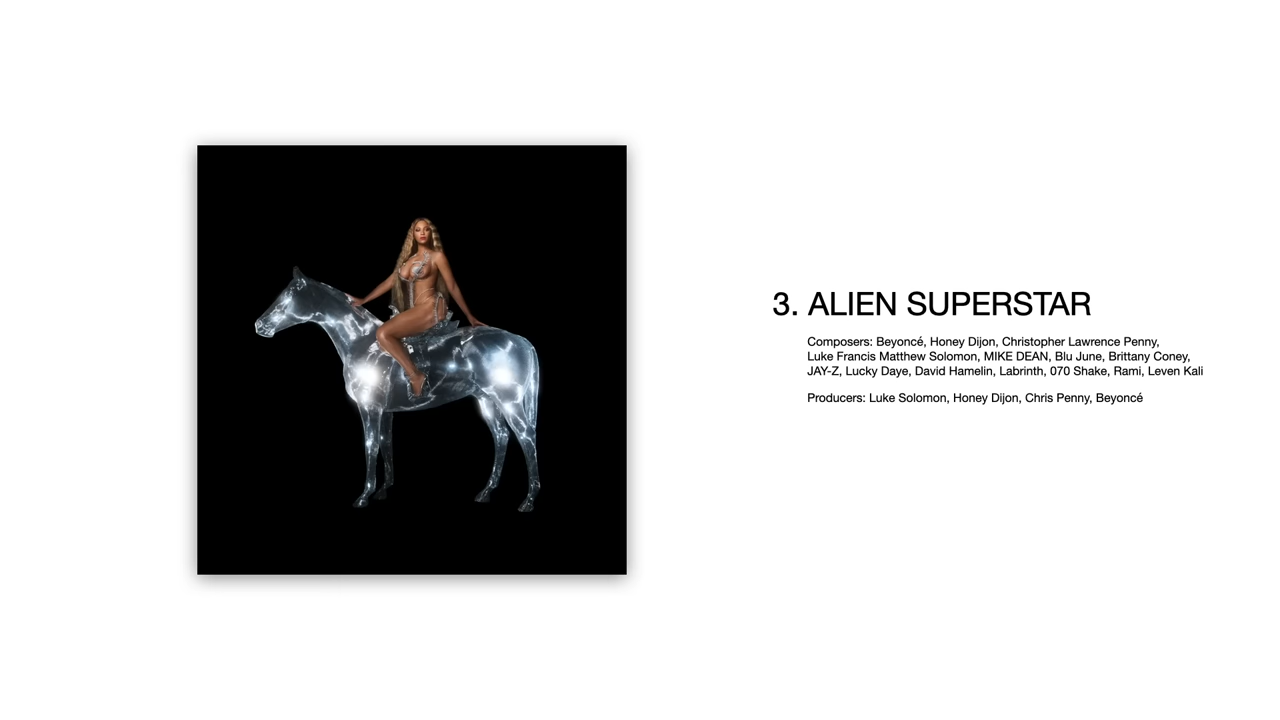 3. ALIEN SUPERSTAR
Composers: Beyoncé, Honey Dijon, Christopher Lawrence Penny,
Luke Francis Matthew Solomon, MIKE DEAN, Blu June, Brittany Coney,
JAY-Z, Lucky Daye, David Hamelin, Labrinth, 070 Shake, Rami, Leven Kali
Producers: Luke Solomon, Honey Dijon, Chris Penny, Beyoncé